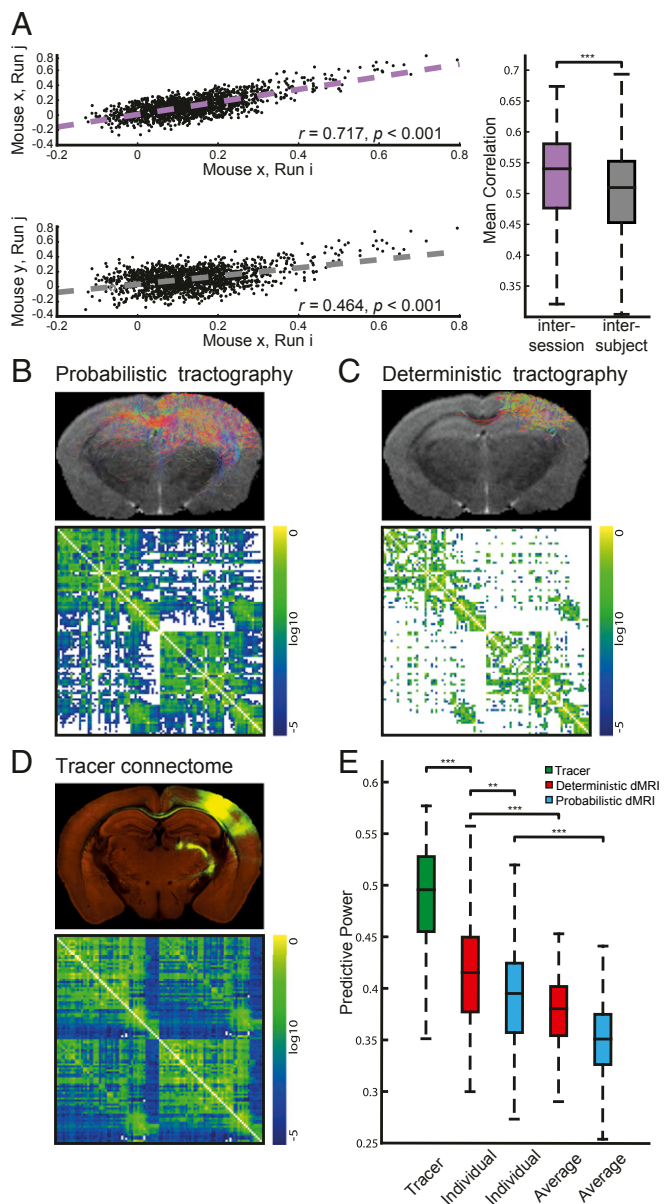 A
Mouse x, Run j
0.8
0.6
0.4
0.2
0
-0.2
-0.4
-0.2
0
0.2
0.4
0.6
0.8
r = 0.717, p < 0.001
Mouse x, Run i
Mouse y, Run j
0.8
0.6
0.4
0.2
0
-0.2
-0.4
-0.2
0
0.2
0.4
0.6
0.8
r = 0.464, p < 0.001
Mouse x, Run i
Mean Correlation
0.7
0.65
0.6
0.55
0.5
0.45
0.4
0.35
***
inter-
session
inter-
subject
B Probabilistic tractography
0
log10
-5
C Deterministic tractography
0
log10
-5
D Tracer connectome
0
log10
-5
E
Tracer
Deterministic dMRI
Probabilistic dMRI
Predictive Power
0.6
0.55
0.5
0.45
0.4
0.35
0.3
0.25
***
**
***
***
Tracer
Individual
Individual
Average
Average